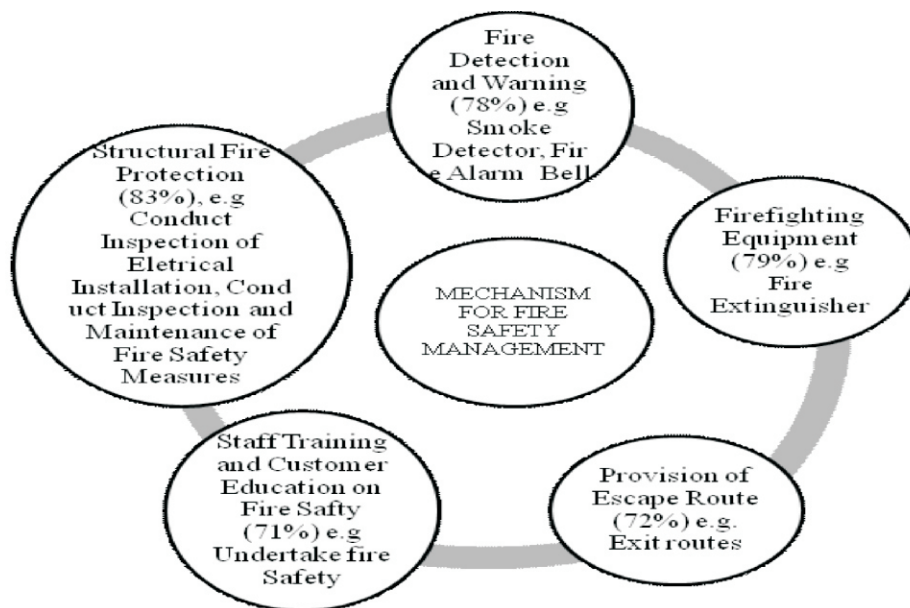 Fire
Detection
and Warning
(78%) e.g
Smoke
Detector, Fir
e Alarm Bell
Structural Fire
Protection
(83%), e.g
Conduct
Inspection of
Eletrical
Installation, Cond
uct Inspection and
Maintenance of
Fire Safety
Measures
Firefighting
Equipment
(79%) e.g
Fire
Extinguisher
MECHANISM
FOR FIRE
SAFETY
MANAGEMENT
Staff Training
and Customer
Education on
Fire Safty
(71%) e.g
Undertake fire
Safety
Provision of
Escape Route
(72%) e.g.
Exit routes